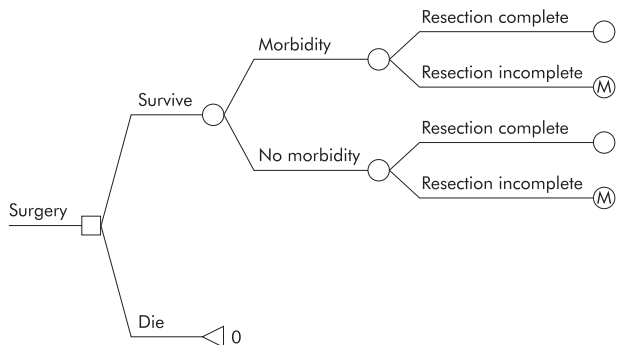 Resection complete
Morbidity
Resection incomplete
M
Survive
Resection complete
No morbidity
Resection incomplete
M
Surgery
Die
0